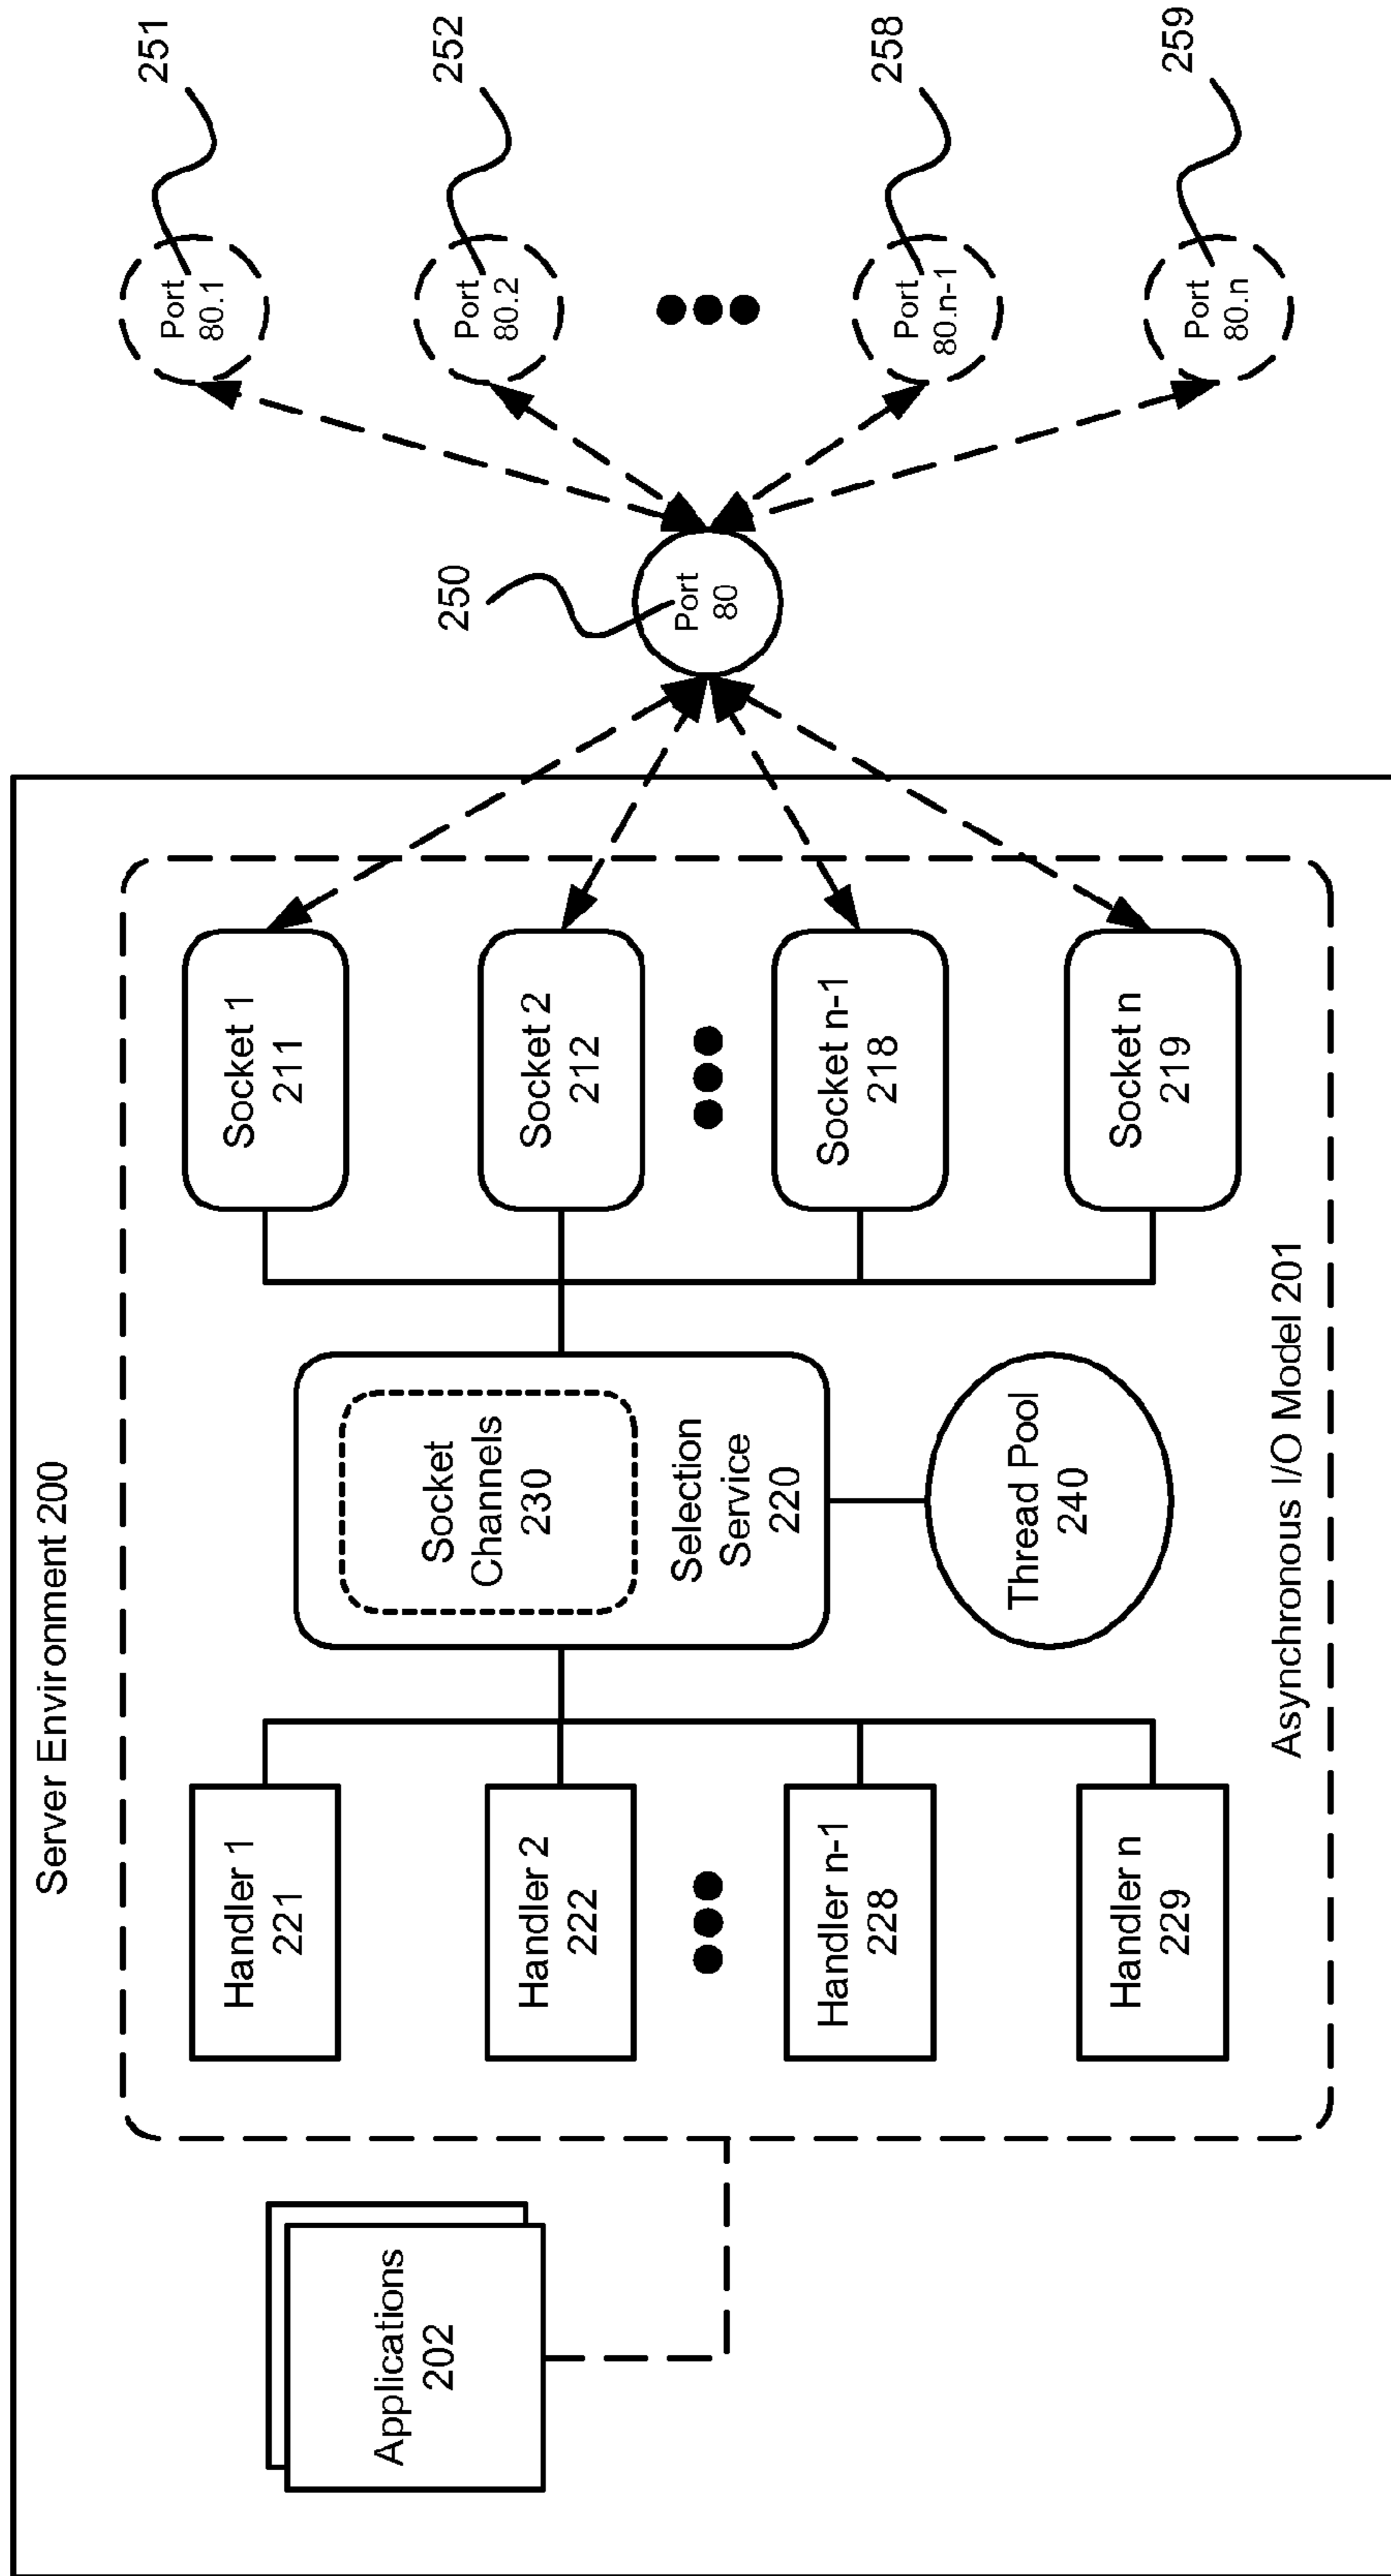 Server Environment 200
Applications
202
Handler 1
221
Handler 2
222
Handler n-1
228
Handler n
229
Socket
Channels
230
Selection
Service
220
Thread Pool
240
Socket 1
211
Socket 2
212
Socket n-1
218
Socket n
219
Asynchronous I/O Model 201
250
Port
80
Port
80.1
251
Port
80.2
252
Port
80.n-1
258
Port
80.n
259